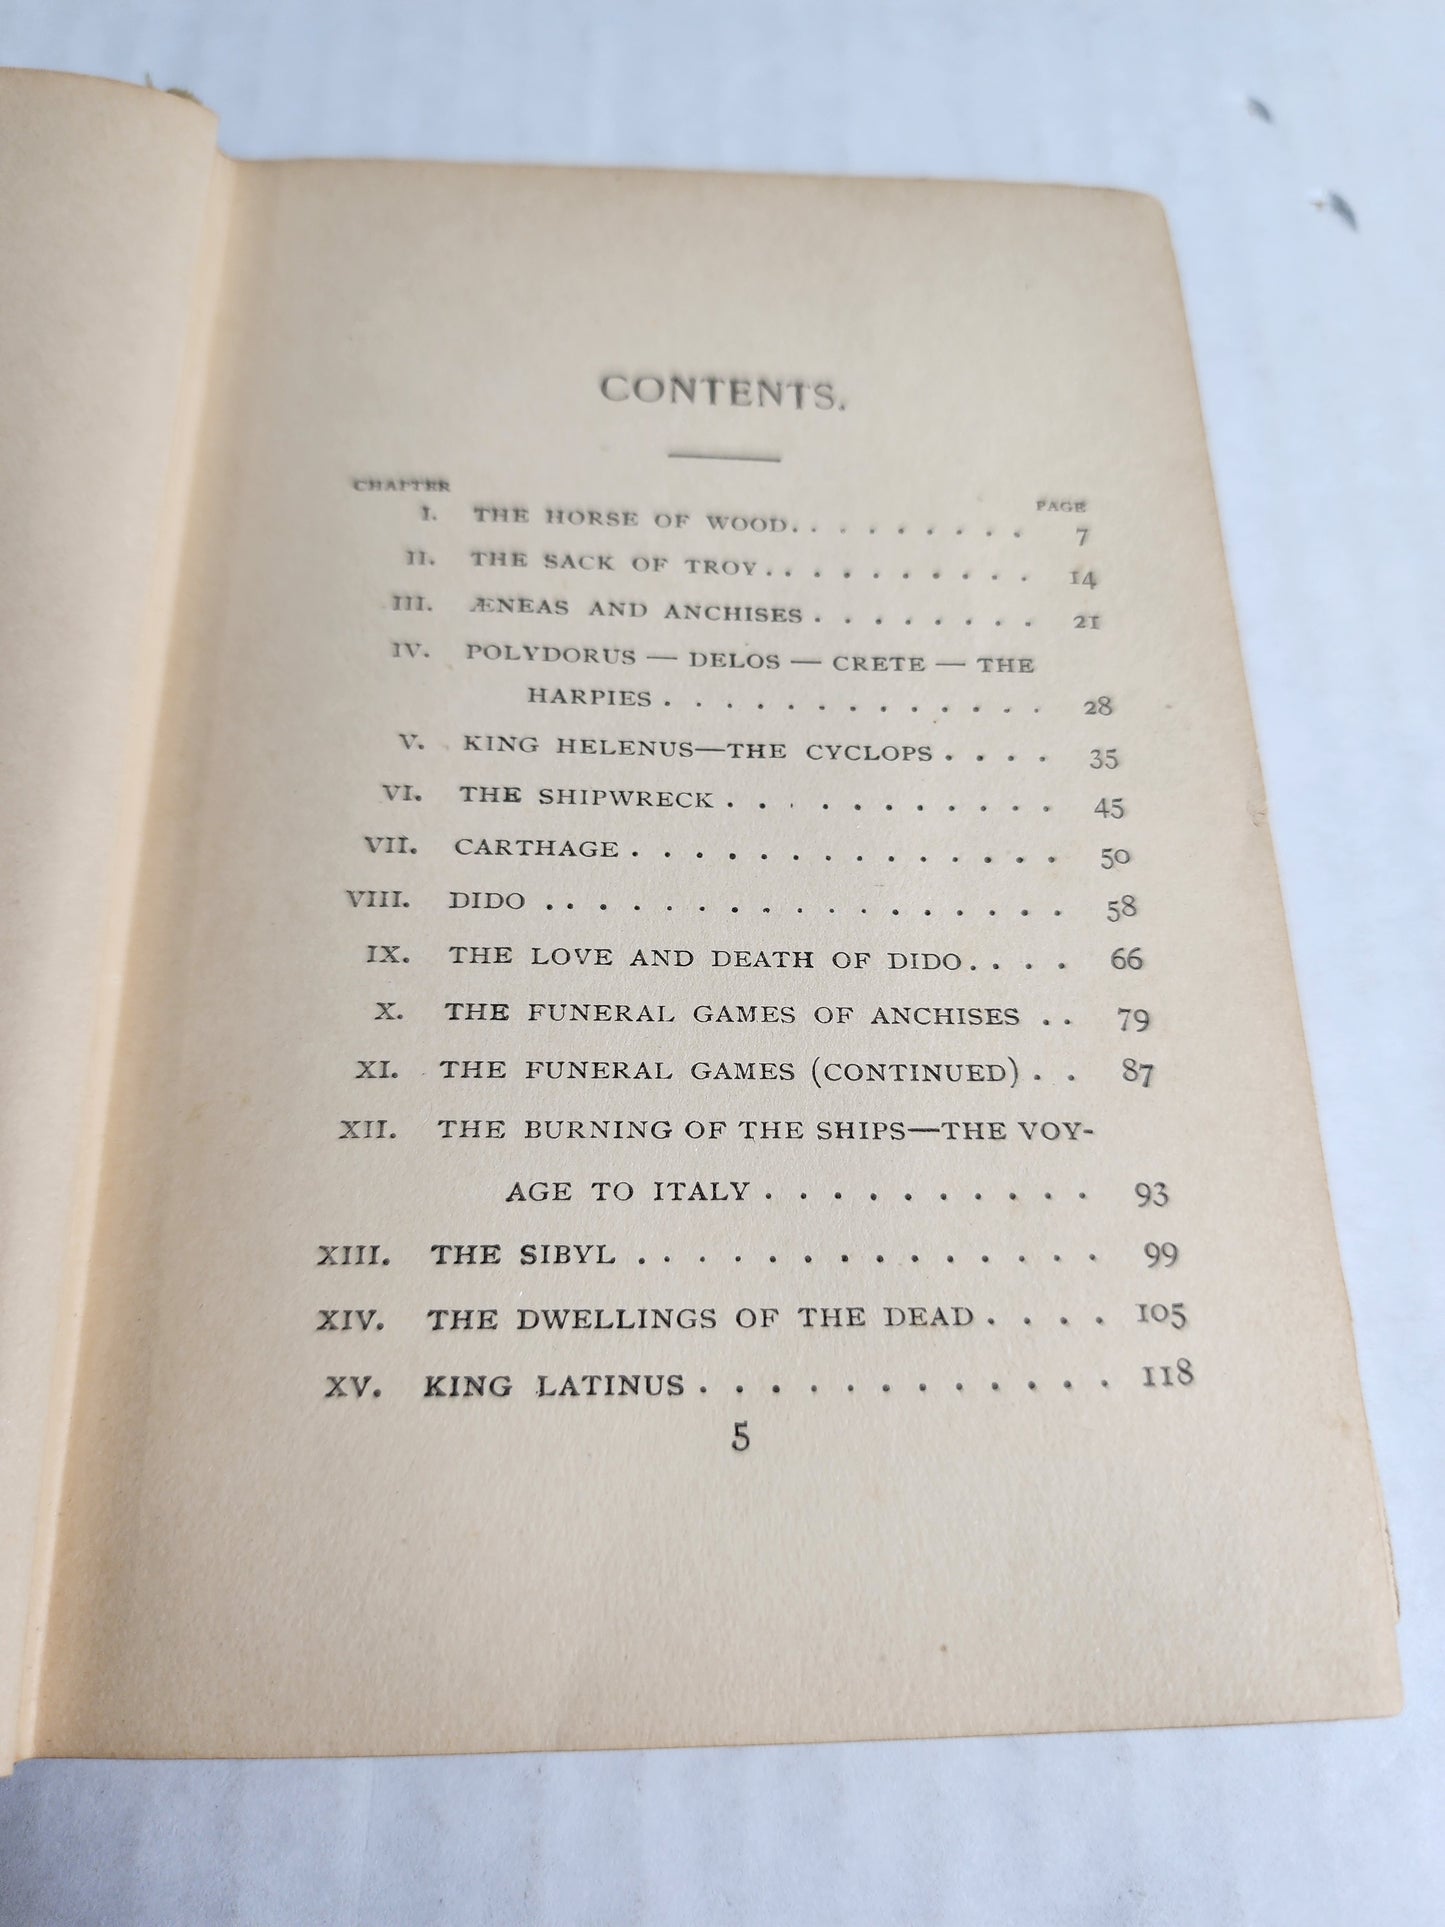 CONTENTS.
CHAPTER
PAGE
I. THE HORSE OF WOOD. . . . . . . . . 7
II. THE SACK OF TROY . . . . . . . . . . 14
III. ÆNEAS AND ANCHISES . . . . . . . . 21
IV. POLYDORUS — DELOS — CRETE — THE
HARPIES . . . . . . . . . . . . . 28
V. KING HELENUS—THE CYCLOPS . . . . 35
VI. THE SHIPWRECK . . . . . . . . . . . 45
VII. CARTHAGE . . . . . . . . . . . . . . 50
VIII. DIDO . . . . . . . . . . . . . . . . . 58
IX. THE LOVE AND DEATH OF DIDO. . . . 66
X. THE FUNERAL GAMES OF ANCHISES . . 79
XI. THE FUNERAL GAMES (CONTINUED) . . 87
XII. THE BURNING OF THE SHIPS—THE VOY-
AGE TO ITALY . . . . . . . . . . 93
XIII. THE SIBYL . . . . . . . . . . . . . . 99
XIV. THE DWELLINGS OF THE DEAD . . . . 105
XV. KING LATINUS . . . . . . . . . . . . 118
5